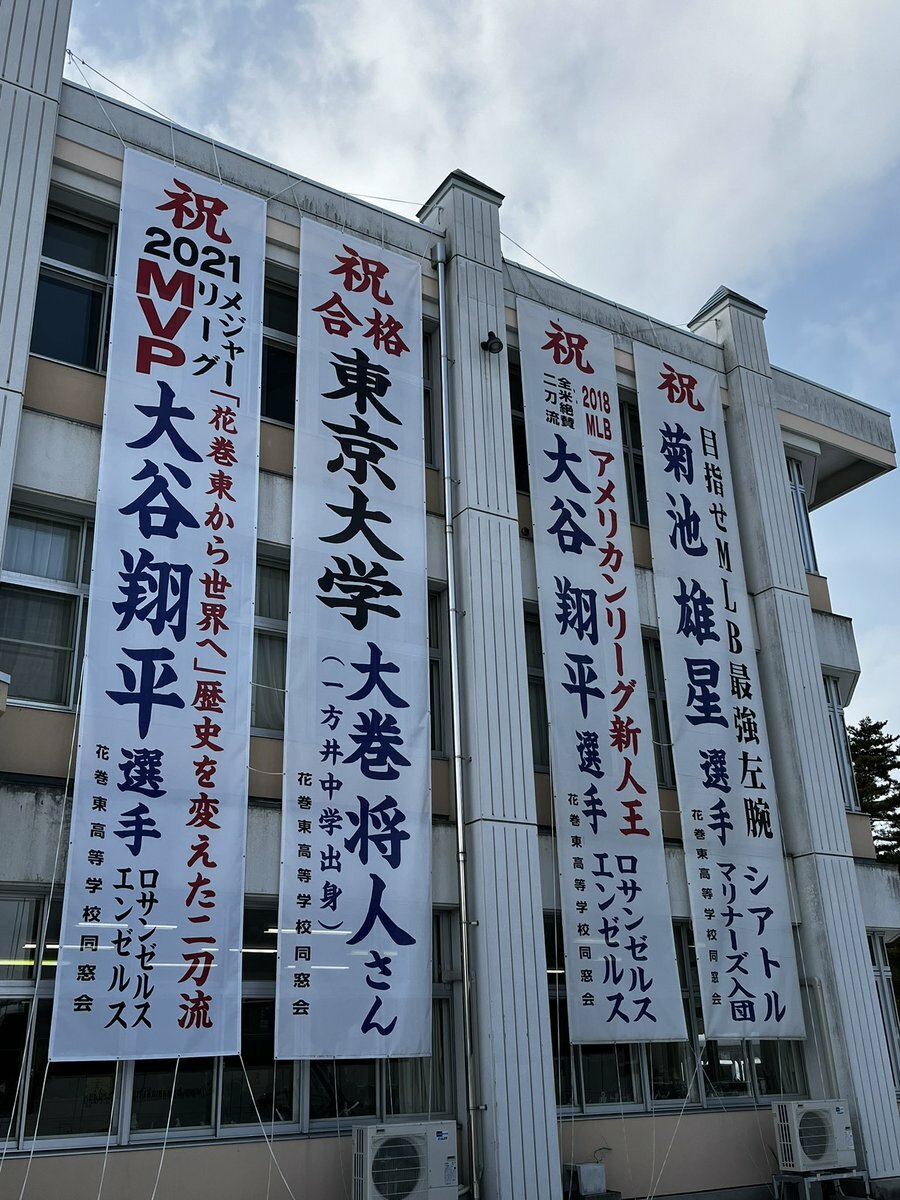 祝
2021
メジャーリーグ
MVP
「花巻東から世界へ」歴史を変えた二刀流
大谷翔平選手
ロサンゼルス
エンゼルス
花巻東高等学校同窓会
祝
合格
東京大学
大巻将人さん
(一方井中学出身)
花巻東高等学校同窓会
祝
2018
MLB
アメリカンリーグ新人王
全米絶賛
二刀流
大谷翔平選手
ロサンゼルス
エンゼルス
花巻東高等学校同窓会
祝
目指せMLB最強左腕
菊池雄星選手
シアトル
マリナーズ入団
花巻東高等学校同窓会